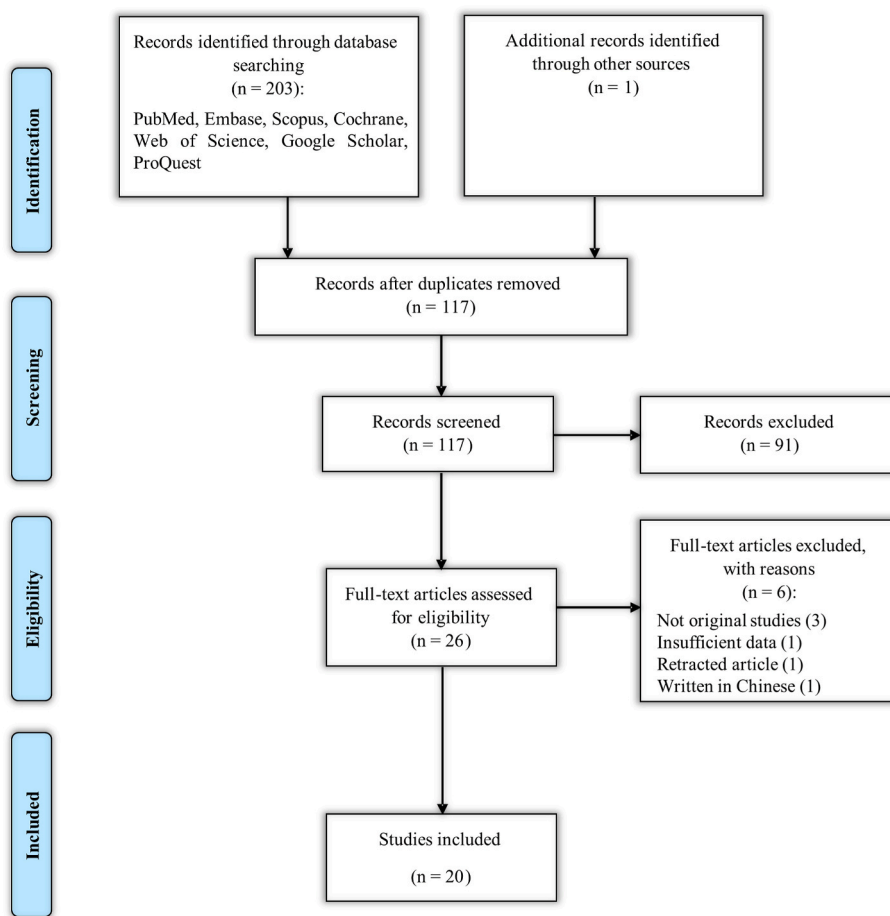 Records identified through database
searching
(n = 203):
PubMed, Embase, Scopus, Cochrane,
Web of Science, Google Scholar,
ProQuest
Additional records identified
through other sources
(n = 1)
Identification
Records after duplicates removed
(n = 117)
Screening
Records screened
(n = 117)
Records excluded
(n = 91)
Eligibility
Full-text articles assessed
for eligibility
(n = 26)
Full-text articles excluded,
with reasons
(n = 6):
Not original studies (3)
Insufficient data (1)
Retracted article (1)
Written in Chinese (1)
Included
Studies included
(n = 20)